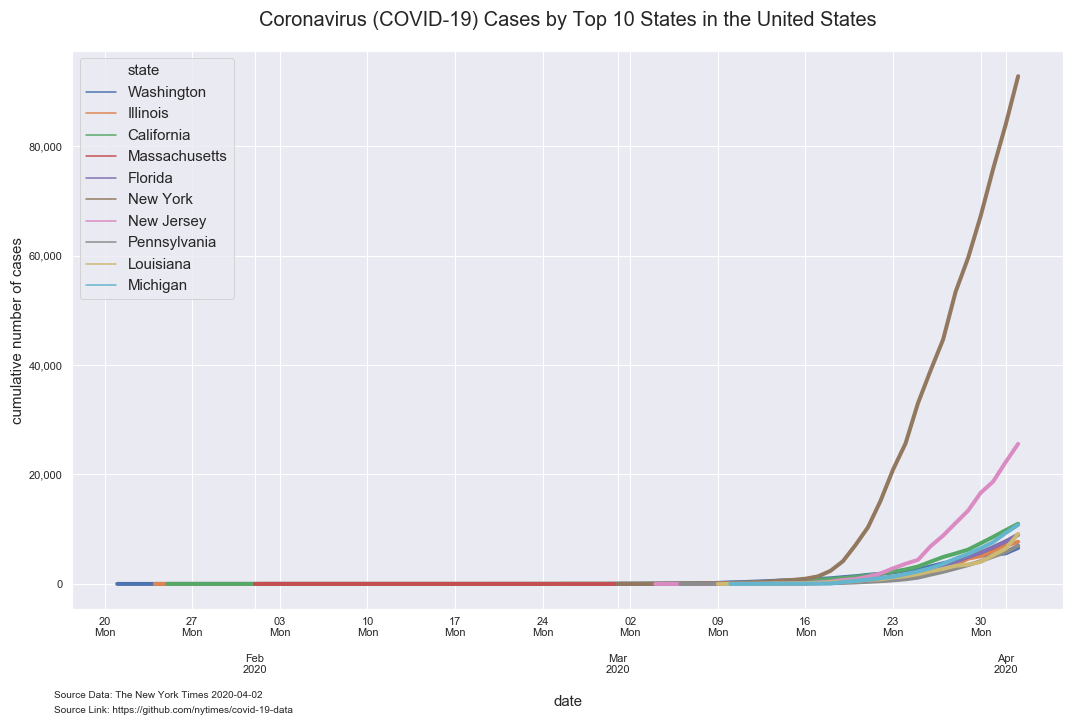 Coronavirus (COVID-19) Cases by Top 10 States in the United States
state
Washington
Illinois
California
Massachusetts
Florida
New York
New Jersey
Pennsylvania
Louisiana
Michigan
cumulative number of cases
80,000
60,000
40,000
20,000
0
20 27 03 10 17 24 02 09 16 23 30
Mon Mon Mon Mon Mon Mon Mon Mon Mon Mon Mon
Feb Mar Apr
2020 2020 2020
date
Source Data: The New York Times 2020-04-02
Source Link: https://github.com/nytimes/covid-19-data